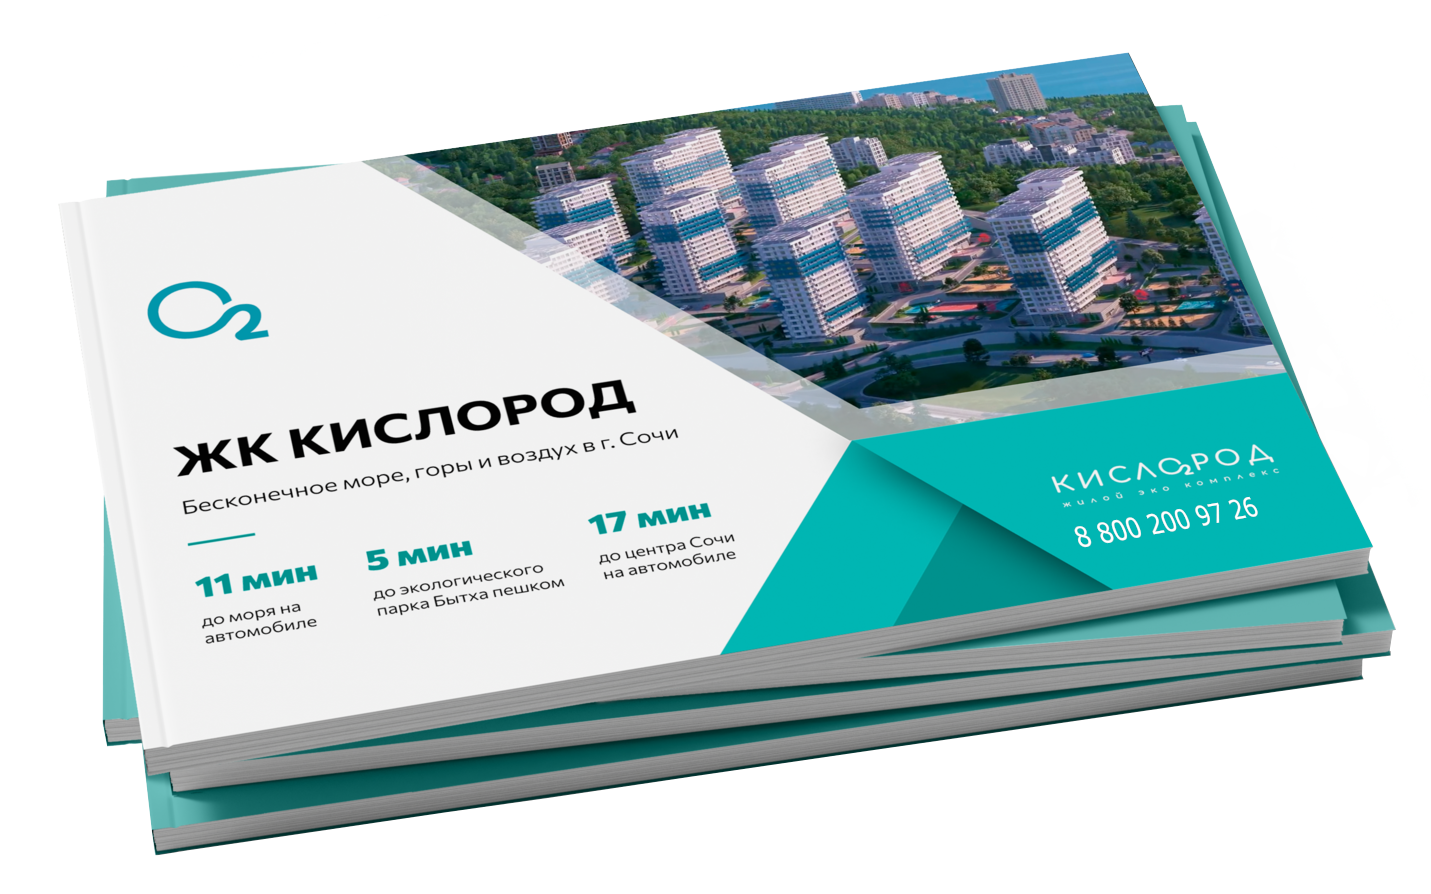 O2
ЖК КИСЛОРОД
Бесконечное море, горы и воздух в г. Сочи
11 мин
до моря на
автомобиле
5 мин
до экологического
парка Бытха пешком
17 мин
до центра Сочи
на автомобиле
КИСЛО2РОД
жилой эко комплекс
8 800 200 97 26